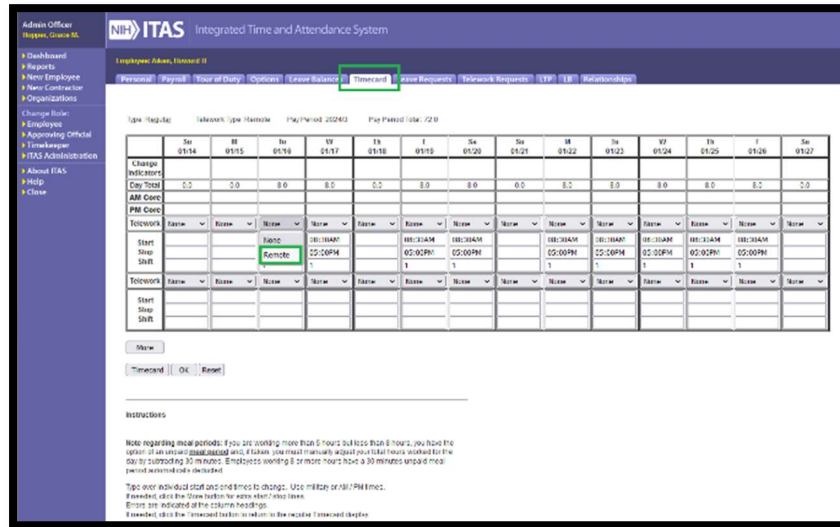 Admin Officer
Hopper, Grace M.
NIH ITAS Integrated Time and Attendance System
Dashboard
Reports
New Employee
New Contractor
Organizations
Change Role:
Employee
Approving Official
Timekeeper
ITAS Administration
About ITAS
Help
Close
Personal Payroll Tour of Duty Options Leave Balances Timecard Leave Requests Telework Requests LTP LB Relationships
Type: Regular Telework Type: Remote Pay Period: 2024/3 Pay Period Total: 72.0
Su M Tu W Th F Sa Su M Tu W Th F Sa
01/14 01/15 01/16 01/17 01/18 01/19 01/20 01/21 01/22 01/23 01/24 01/25 01/26 01/27
Change
Indicators
Day Total 0.0 0.0 8.0 8.0 0.0 8.0 8.0 0.0 8.0 8.0 8.0 8.0 8.0 0.0
AM Core
PM Core
Telework None None None None None None None None None None None None None
Start None 08:30AM 08:30AM 08:30AM 08:30AM 08:30AM 08:30AM 08:30AM 08:30AM
Stop Remote 05:00PM 05:00PM 05:00PM 05:00PM 05:00PM 05:00PM 05:00PM 05:00PM
Shift 1 1 1 1 1 1 1 1 1
Telework None None None None None None None None None None None None None
Start
Stop
Shift
More
Timecard OK Reset
Instructions
Note regarding meal periods: If you are working more than 5 hours but less than 8 hours, you have the
option of an unpaid meal period and, if taken, you must manually adjust your total hours worked for the
day by subtracting 30 minutes. Employees working 8 or more hours have a 30 minutes unpaid meal
period automatically deducted.
Type over individual start and end times to change. Use military or AM / PM times.
If needed, click the More button for extra start / stop lines.
Errors are indicated at the column headings.
If needed, click the Timecard button to return to the regular Timecard display.